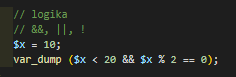 // logika
// &&, ||, !
$x = 10;
var_dump ($x < 20 && $x % 2 == 0);